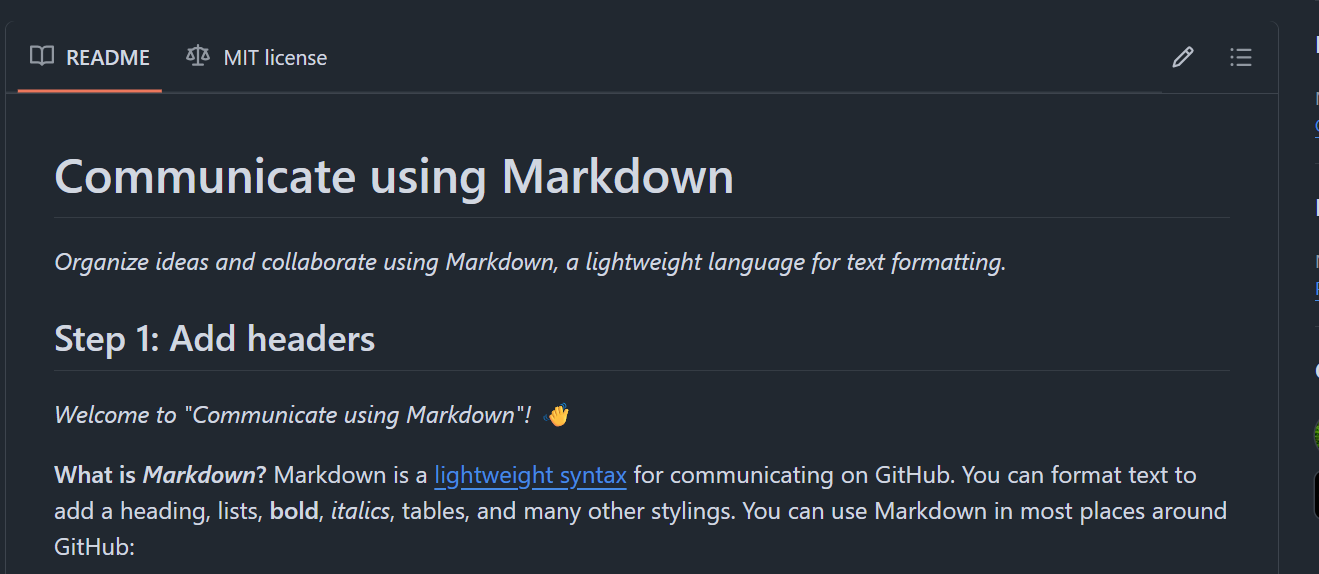 README
MIT license
Communicate using Markdown
Organize ideas and collaborate using Markdown, a lightweight language for text formatting.
Step 1: Add headers
Welcome to "Communicate using Markdown"! 👋
What is Markdown? Markdown is a lightweight syntax for communicating on GitHub. You can format text to
add a heading, lists, bold, italics, tables, and many other stylings. You can use Markdown in most places around
GitHub: